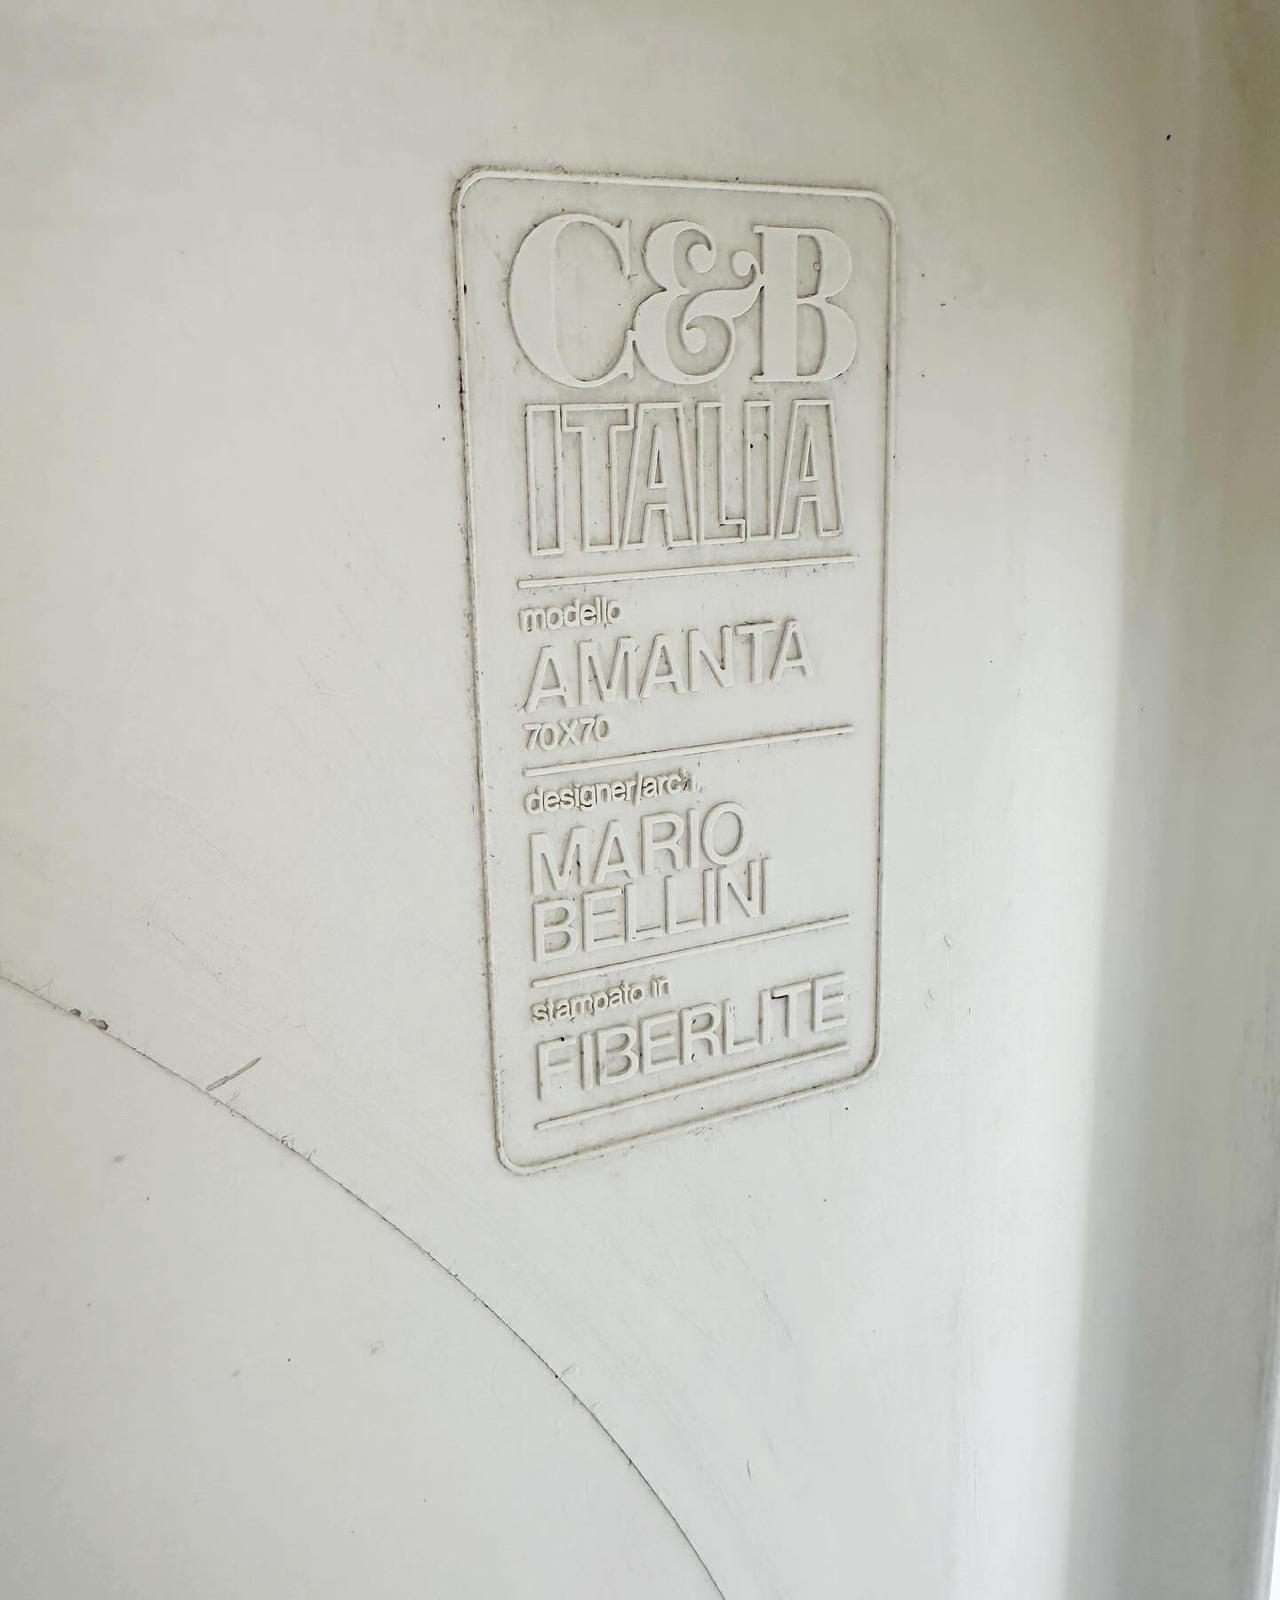 C&B
ITALIA
modello
AMANTA
70X70
designer/arch.
MARIO
BELLINI
stampato in
FIBERLITE